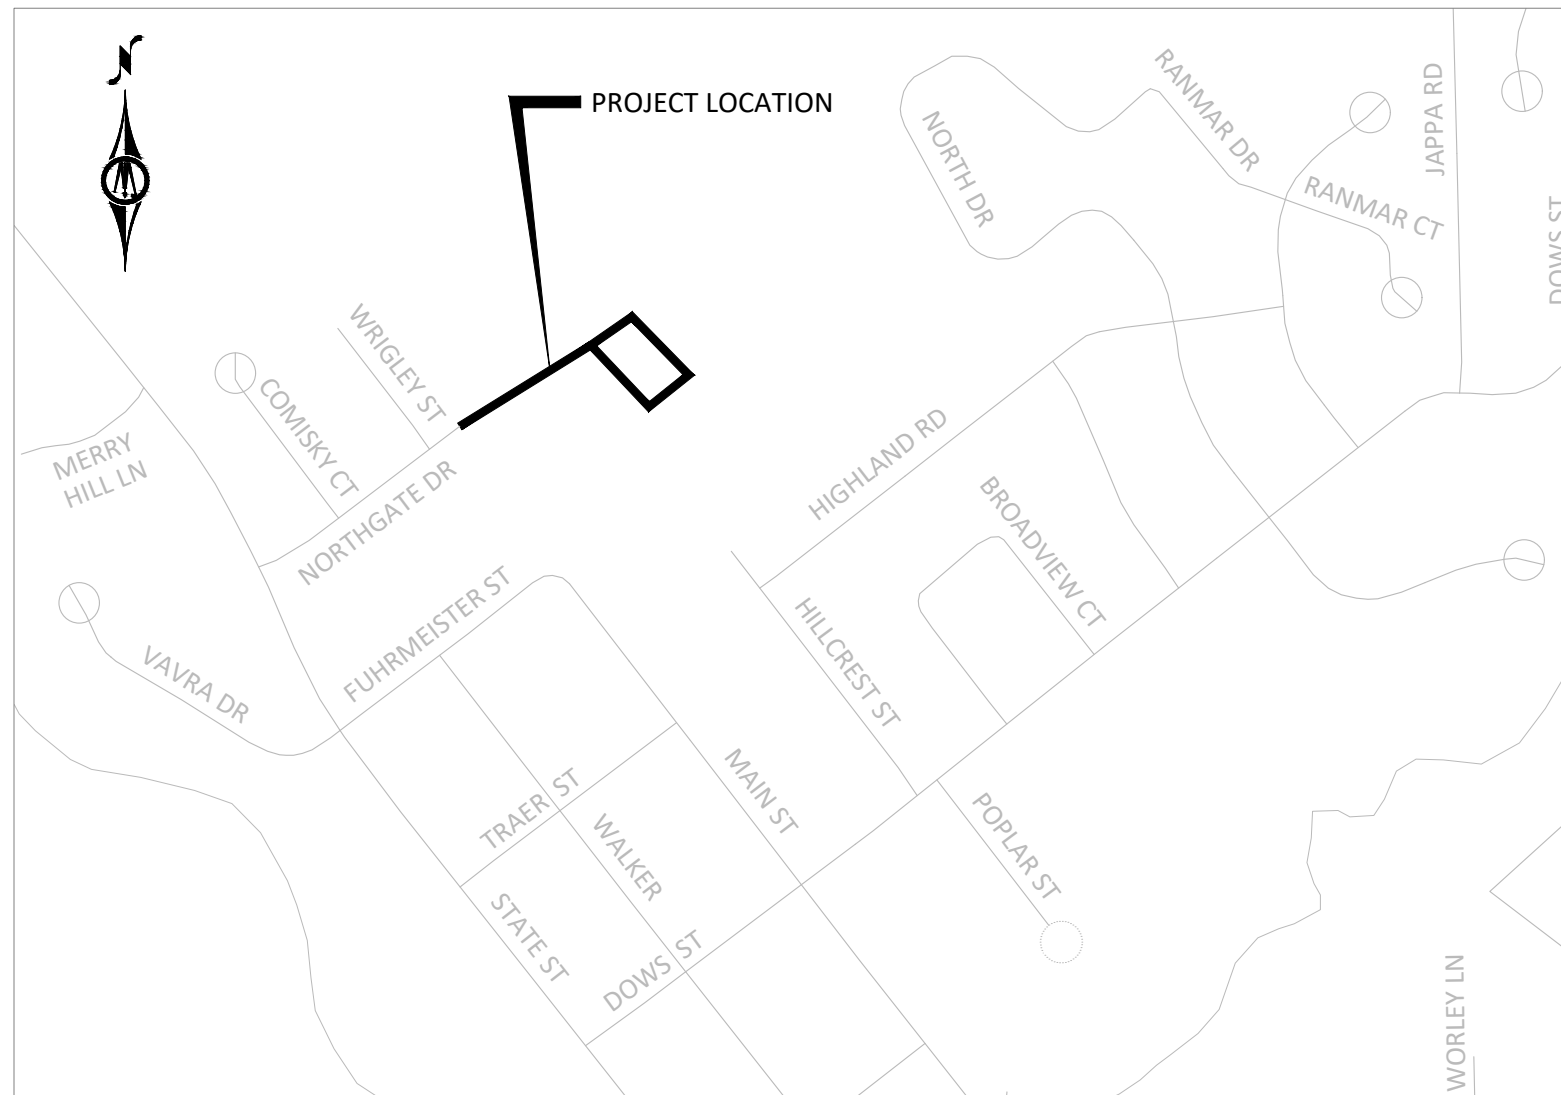 N
PROJECT LOCATION
RANMAR DR
JAPPA RD
NORTH DR
RANMAR CT
DOWS ST
WRIGLEY ST
COMISKY CT
MERRY
HILL LN
NORTHGATE DR
HIGHLAND RD
BROADVIEW CT
FUHRMEISTER ST
HILLCREST ST
VAVRA DR
MAIN ST
TRAER ST
WALKER
POPLAR ST
STATE ST
DOWS ST
WORLEY LN